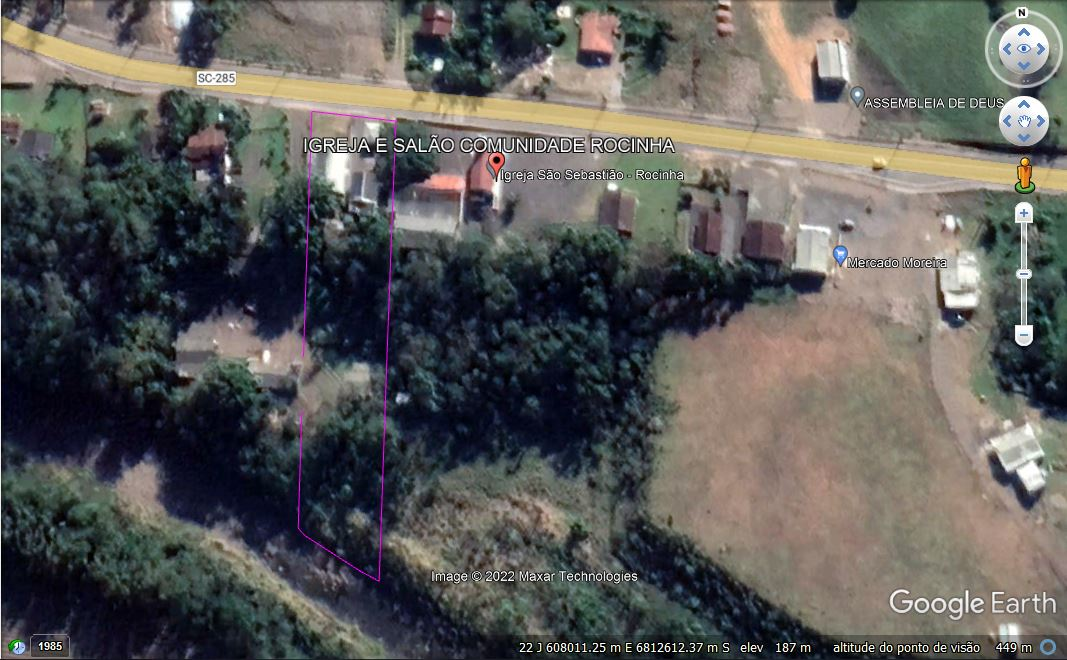 N
SC-285
ASSEMBLEIA DE DEUS
IGREJA E SALÃO COMUNIDADE ROCINHA
Igreja São Sebastião - Rocinha
Mercado Moreira
Image © 2022 Maxar Technologies
Google Earth
1985
22 J 608011.25 m E 6812612.37 m S elev 187 m altitude do ponto de visão 449 m